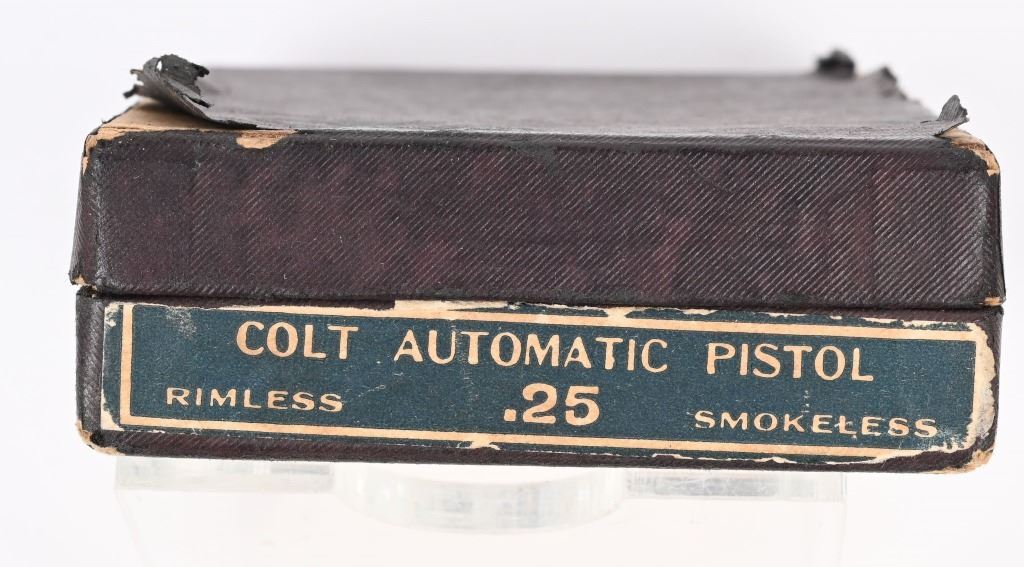 COLT AUTOMATIC PISTOL
RIMLESS .25 SMOKELESS